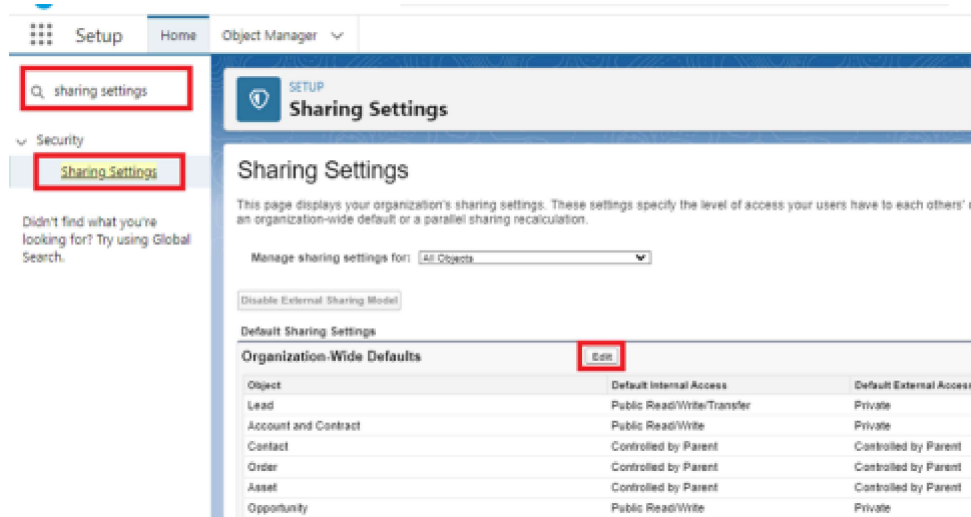 Setup
Home
Object Manager
sharing settings
Security
Sharing Settings
Didn't find what you're
looking for? Try using Global
Search.
SETUP
Sharing Settings
Sharing Settings
This page displays your organization's sharing settings. These settings specify the level of access your users have to each others'
an organization-wide default or a parallel sharing recalculation.
Manage sharing settings for: All Objects
Disable External Sharing Model
Default Sharing Settings
Organization-Wide Defaults Edit
Object Default Internal Access Default External Access
Lead Public Read/Write/Transfer Private
Account and Contract Public Read/Write Private
Contact Controlled by Parent Controlled by Parent
Order Controlled by Parent Controlled by Parent
Asset Controlled by Parent Controlled by Parent
Opportunity Public Read/Write Private